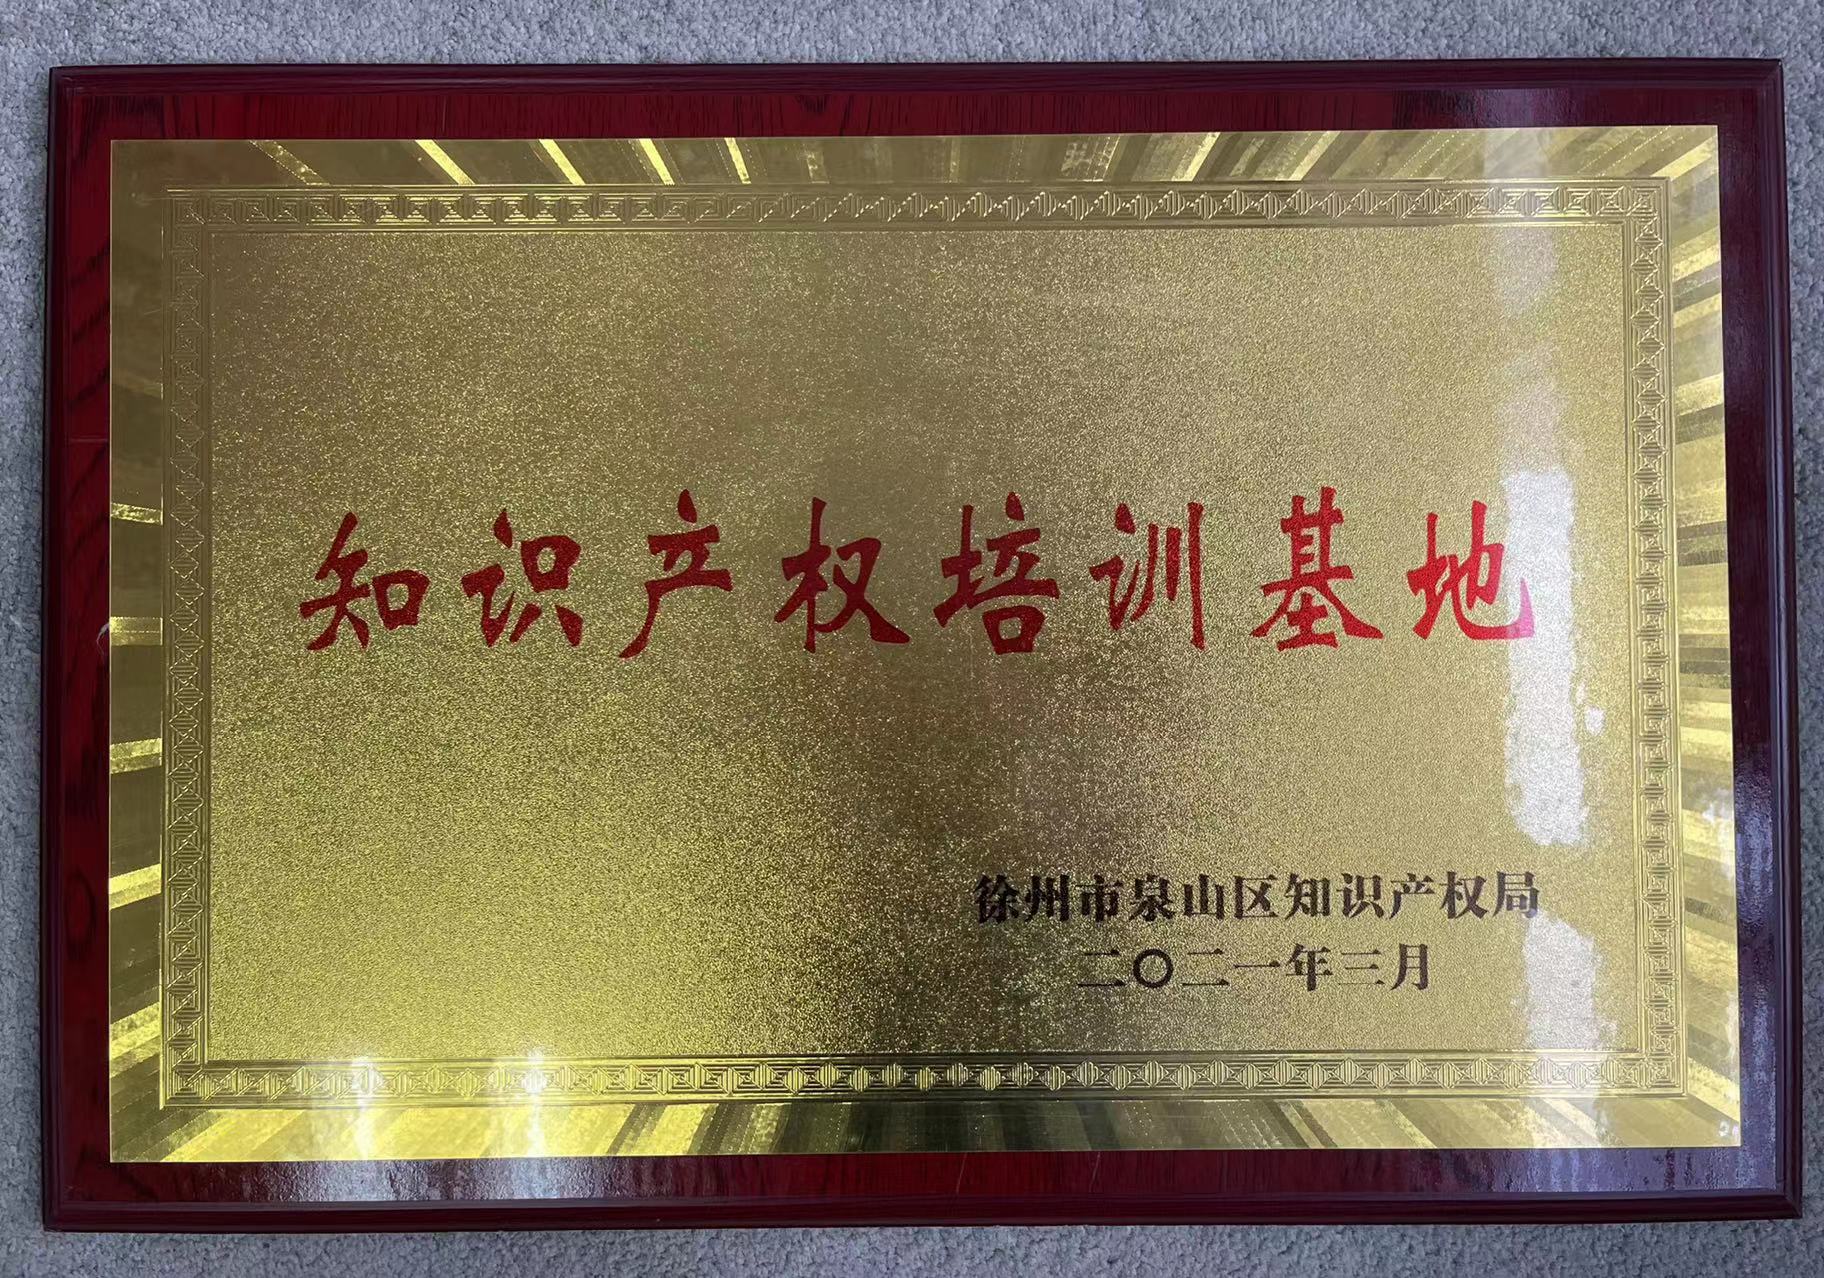 知识产权培训基地
徐州市泉山区知识产权局
二〇二一年三月